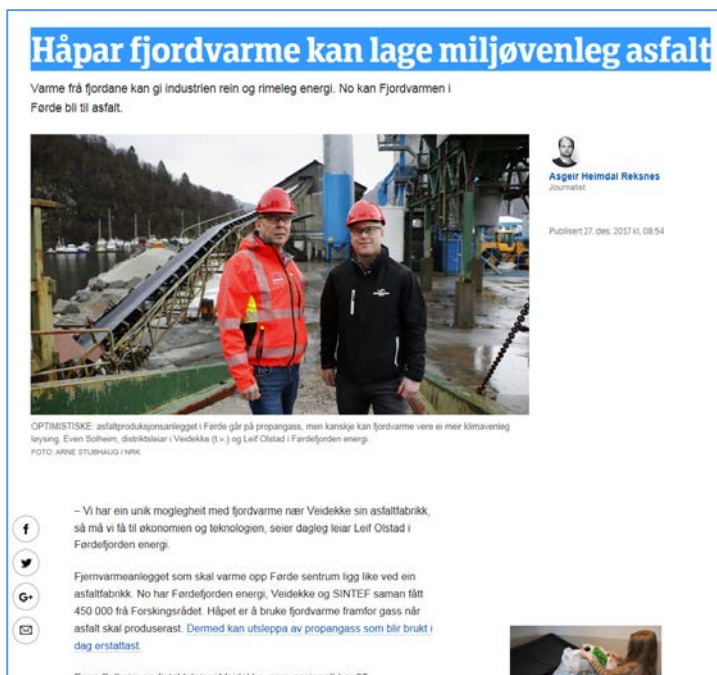 Håpar fjordvarme kan lage miljøvenleg asfalt
Varme frå fjordane kan gi industrien rein og rimeleg energi. No kan Fjordvarmen i
Førde bli til asfalt.
Asgeir Heimdal Reksnes
Journalist
Publisert 27. des. 2017 kl. 08:54
OPTIMISTISKE: asfaltproduksjonsanlegget i Førde går på propangass, men kanskje kan fjordvarme vere ei meir klimavenleg
løysing. Even Solheim, distriktsleiar i Veidekke (t.v.) og Leif Olstad i Førdefjorden energi.
FOTO: ARNE STUBHAUG / NRK
– Vi har ein unik moglegheit med fjordvarme nær Veidekke sin asfaltfabrikk,
så må vi få til økonomien og teknologien, seier dagleg leiar Leif Olstad i
Førdefjorden energi.
Fjernvarmeanlegget som skal varme opp Førde sentrum ligg like ved ein
asfaltfabrikk. No har Førdefjorden energi, Veidekke og SINTEF saman fått
450 000 frå Forskingsrådet. Håpet er å bruke fjordvarme framfor gass når
asfalt skal produserast. Dermed kan utsleppa av propangass som blir brukt i
dag erstattast.